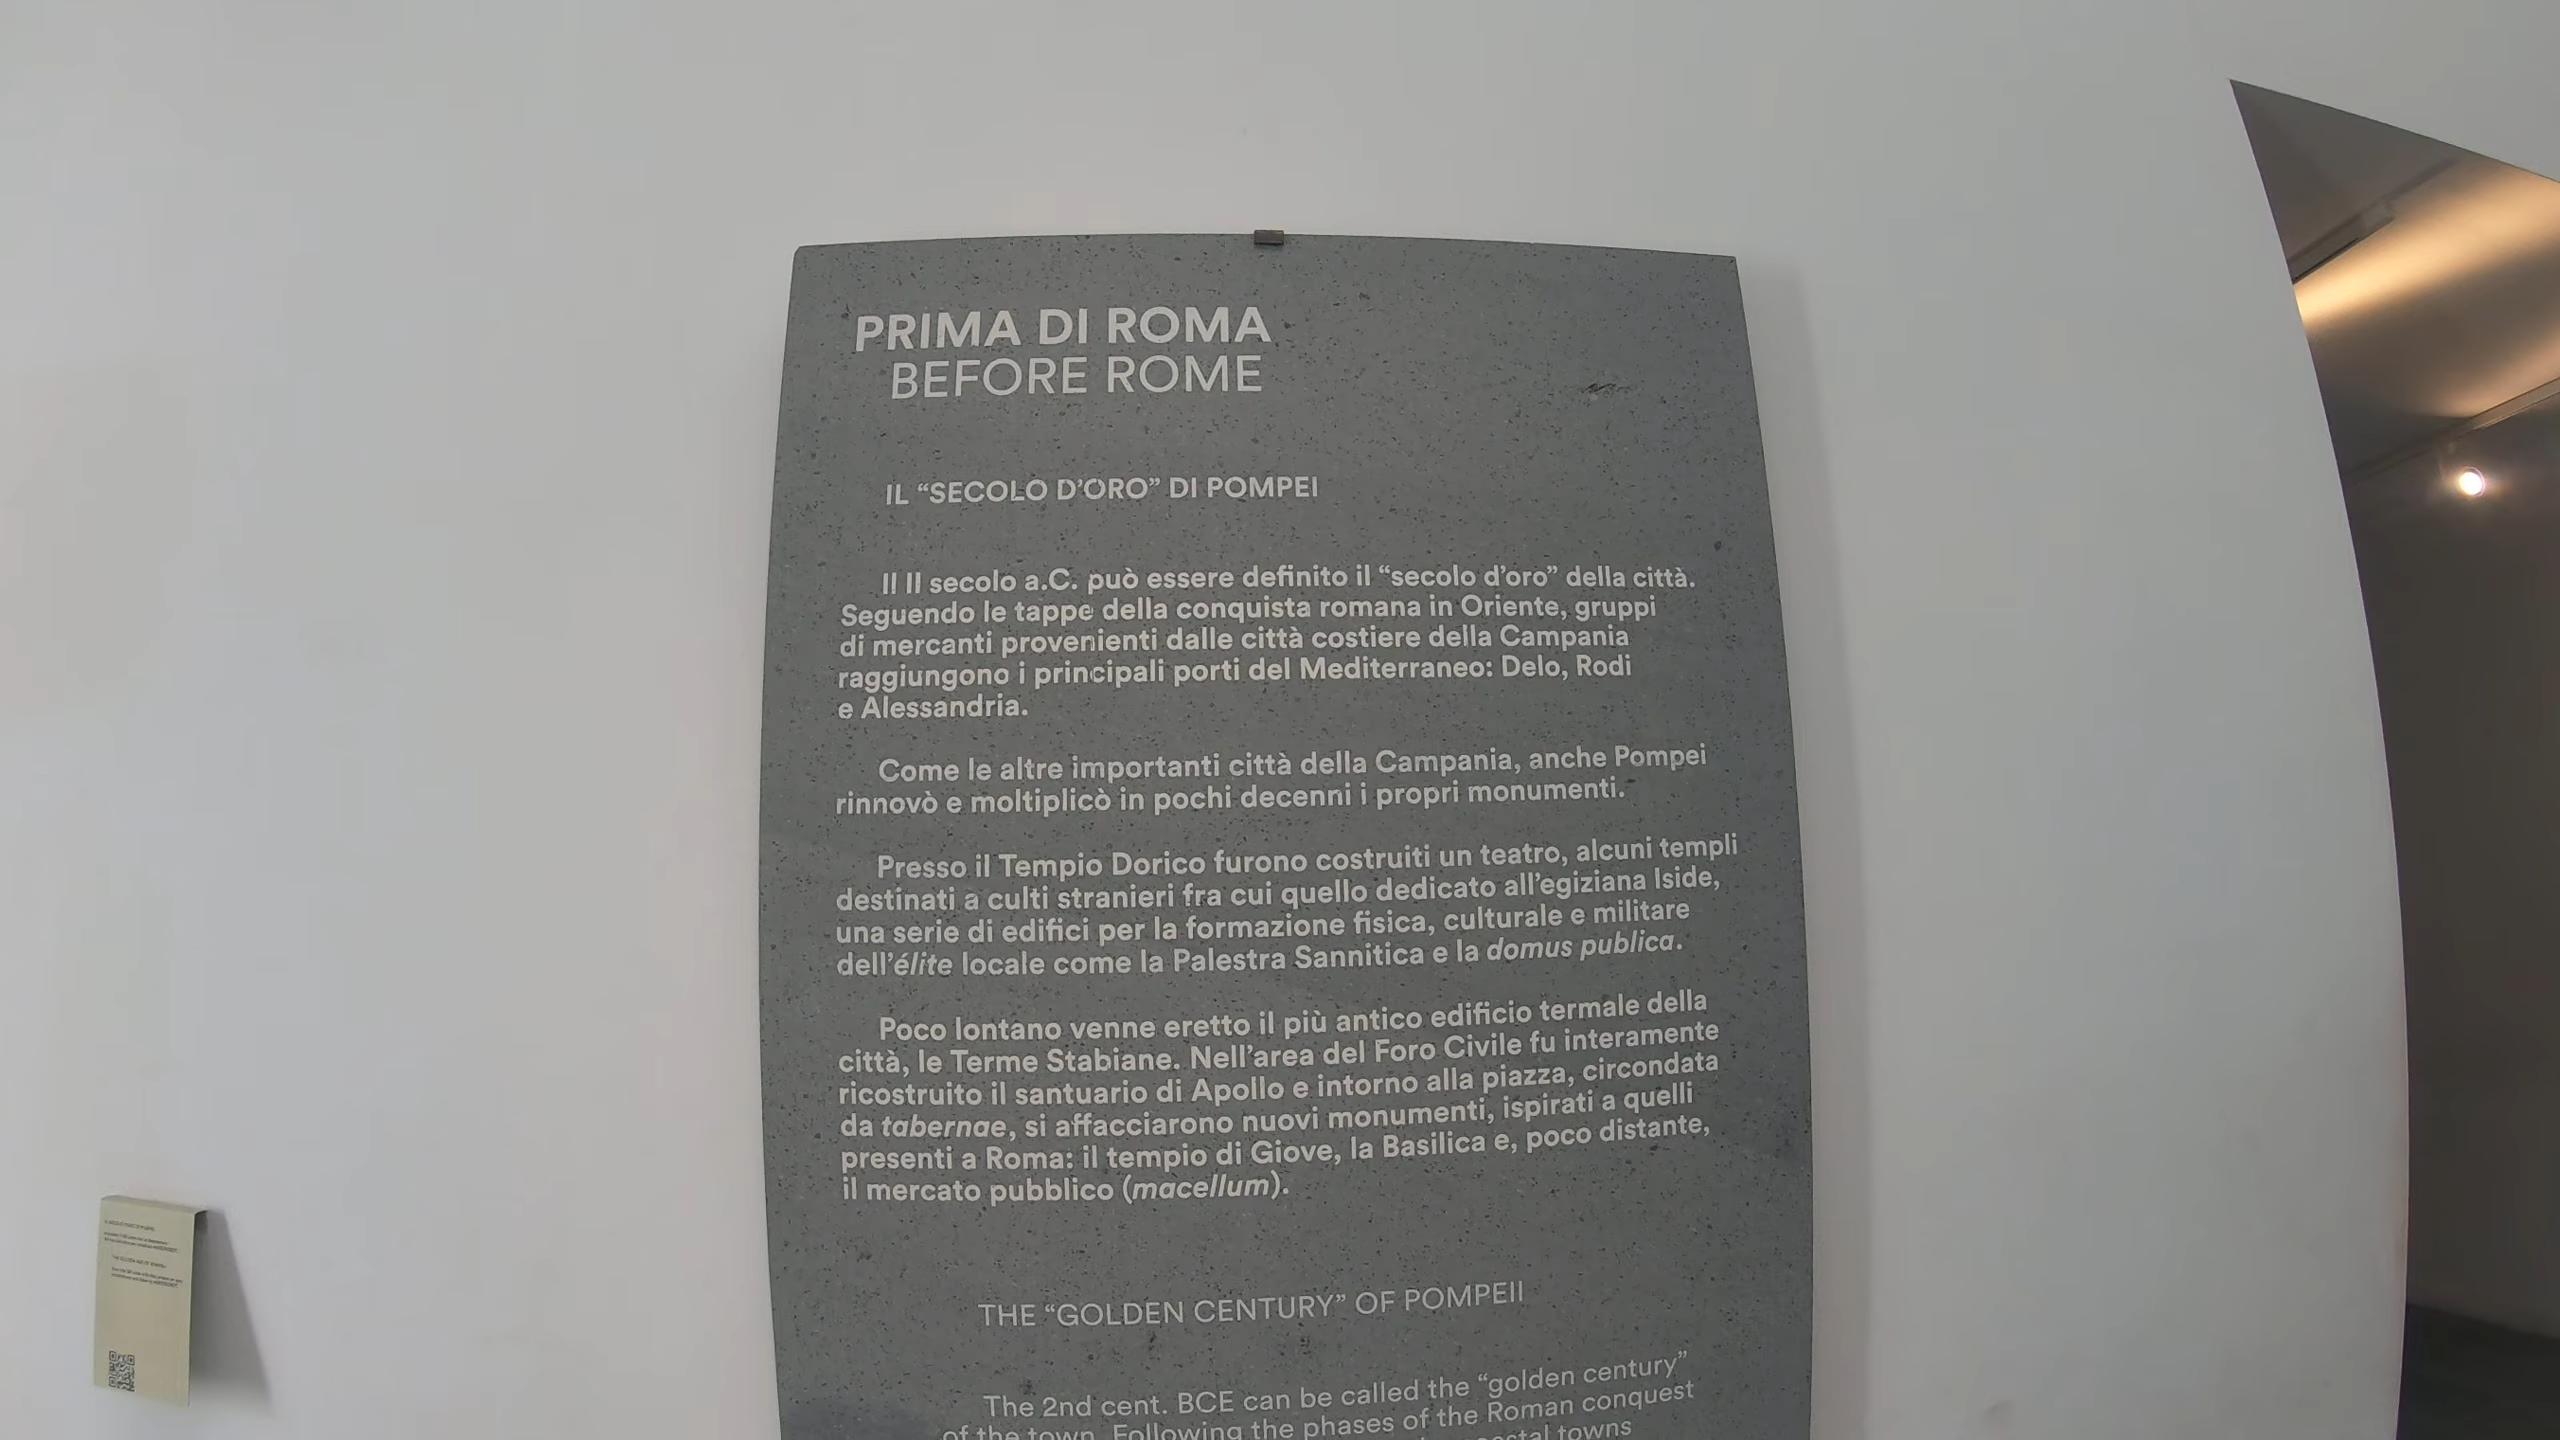 PRIMA DI ROMA
BEFORE ROME
IL “SECOLO D’ORO” DI POMPEI
Il II secolo a.C. può essere definito il “secolo d’oro” della città.
Seguendo le tappe della conquista romana in Oriente, gruppi
di mercanti provenienti dalle città costiere della Campania
raggiungono i principali porti del Mediterraneo: Delo, Rodi
e Alessandria.
Come le altre importanti città della Campania, anche Pompei
rinnovò e moltiplicò in pochi decenni i propri monumenti.
Presso il Tempio Dorico furono costruiti un teatro, alcuni templi
destinati a culti stranieri fra cui quello dedicato all’egiziana Iside,
una serie di edifici per la formazione fisica, culturale e militare
dell’élite locale come la Palestra Sannitica e la domus publica.
Poco lontano venne eretto il più antico edificio termale della
città, le Terme Stabiane. Nell’area del Foro Civile fu interamente
ricostruito il santuario di Apollo e intorno alla piazza, circondata
da tabernae, si affacciarono nuovi monumenti, ispirati a quelli
presenti a Roma: il tempio di Giove, la Basilica e, poco distante,
il mercato pubblico (macellum).
THE “GOLDEN CENTURY” OF POMPEII
The 2nd cent. BCE can be called the “golden century”
of the town. Following the phases of the Roman conquest
towns